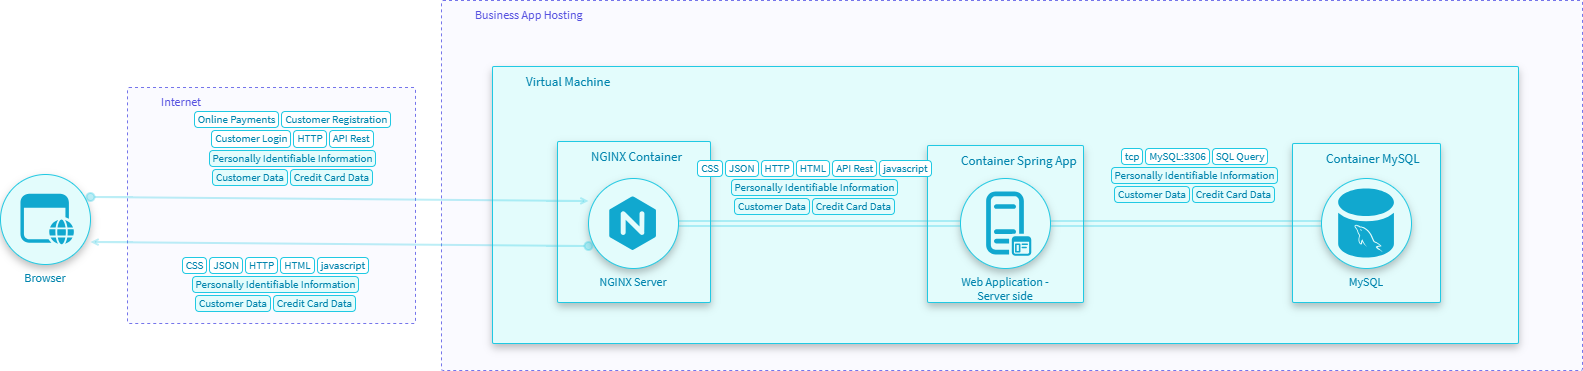 Business App Hosting
Virtual Machine
Internet
Online Payments Customer Registration
Customer Login HTTP API Rest
Personally Identifiable Information
Customer Data Credit Card Data
Browser
CSS JSON HTTP HTML javascript
Personally Identifiable Information
Customer Data Credit Card Data
NGINX Container
N
NGINX Server
CSS JSON HTTP HTML API Rest javascript
Personally Identifiable Information
Customer Data Credit Card Data
Container Spring App
Web Application -
Server side
tcp MySQL:3306 SQL Query
Personally Identifiable Information
Customer Data Credit Card Data
Container MySQL
MySQL